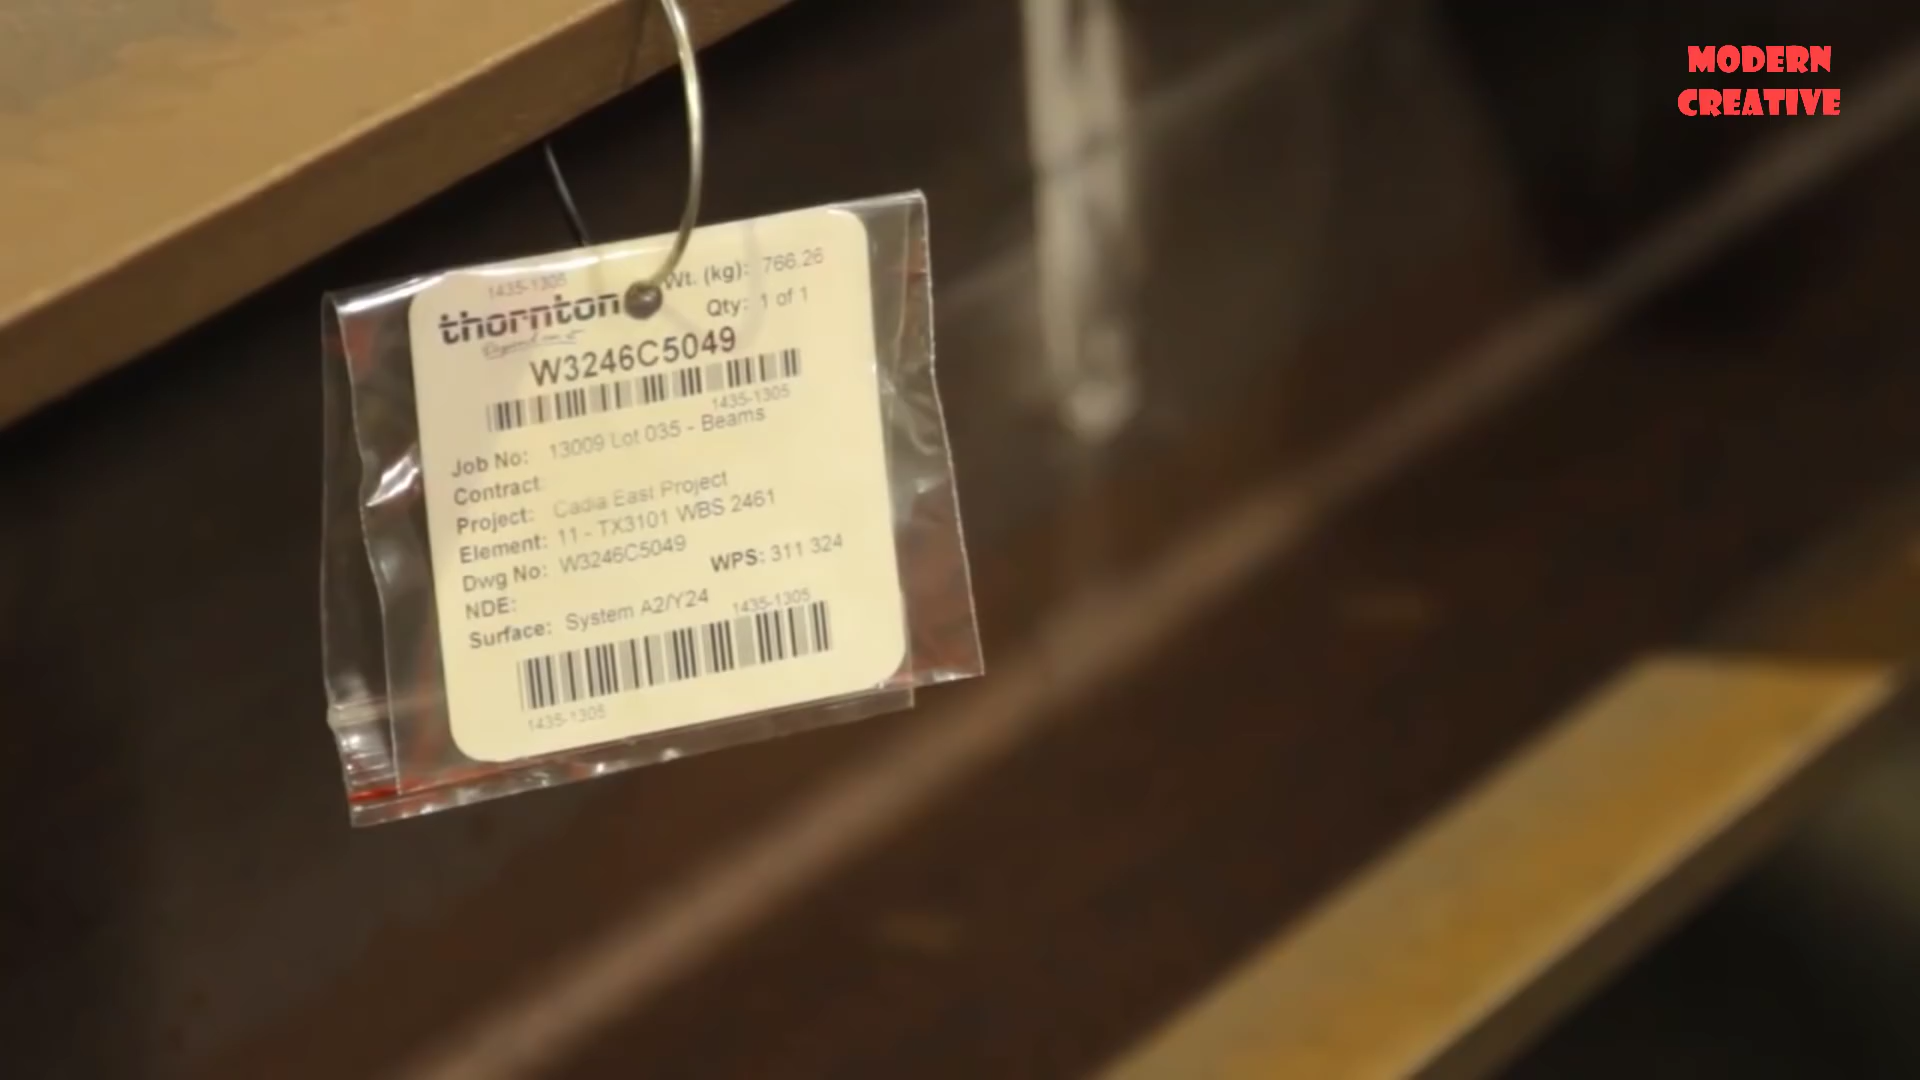 MODERN
CREATIVE
1435-1305
Wt. (kg): 766.26
thornton
Qty: 1 of 1
W3246C5049
1435-1305
Job No: 13009 Lot 035 - Beams
Contract:
Project: Cadia East Project
Element: 11 - TX3101 WBS 2461
Dwg No: W3246C5049
WPS: 311 324
NDE:
Surface: System A2/Y24
1435-1305
1435-1305